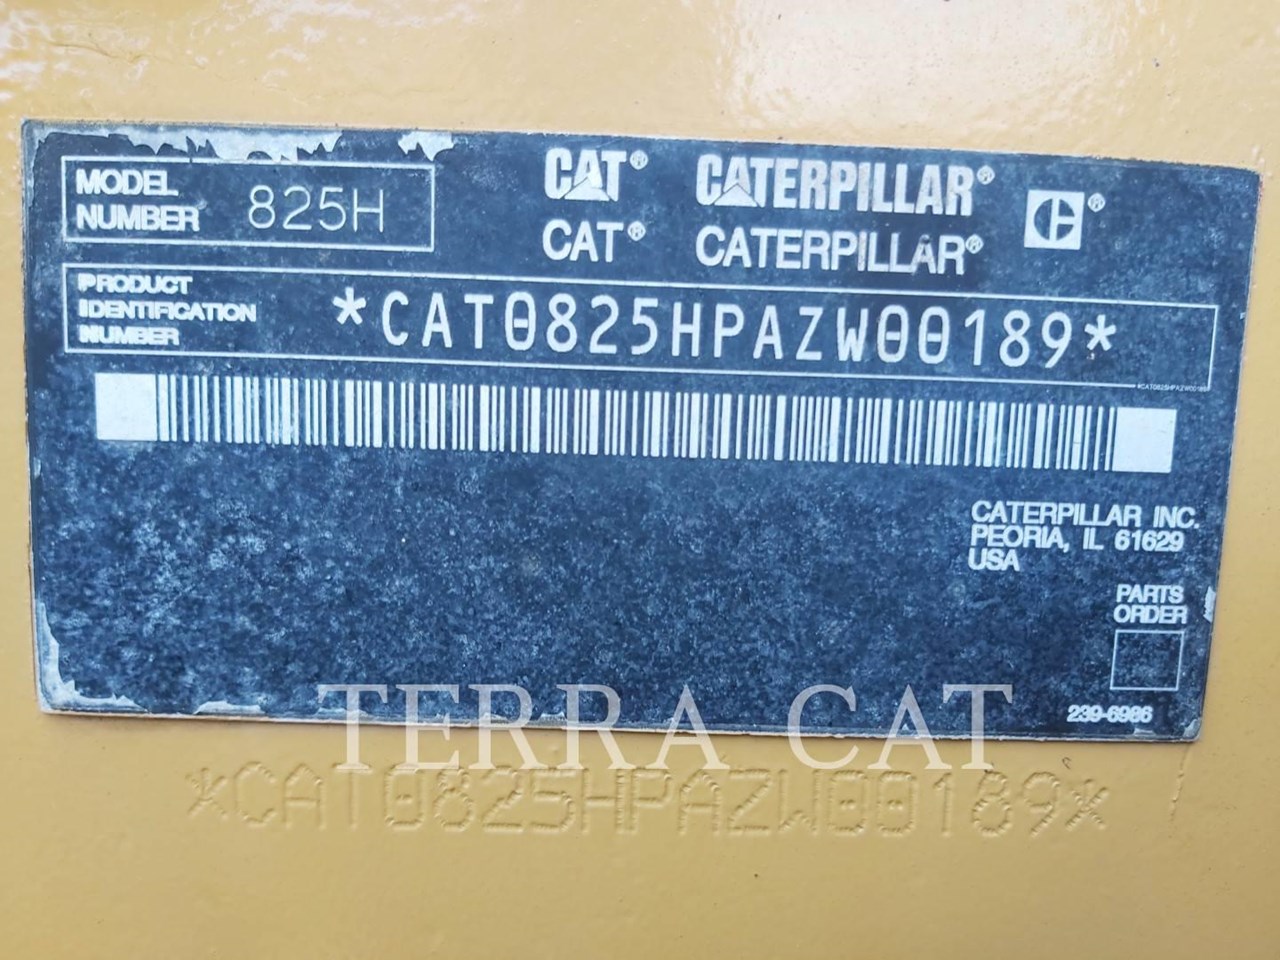 MODEL NUMBER 825H
CAT® CATERPILLAR®
CAT® CATERPILLAR®
PRODUCT IDENTIFICATION NUMBER
*CAT0825HPAZW00189*
*CAT0825HPAZW00189*
CATERPILLAR INC.
PEORIA, IL 61629
USA
PARTS
ORDER
239-6986
TERRA CAT
*CAT0825HPAZW00189*